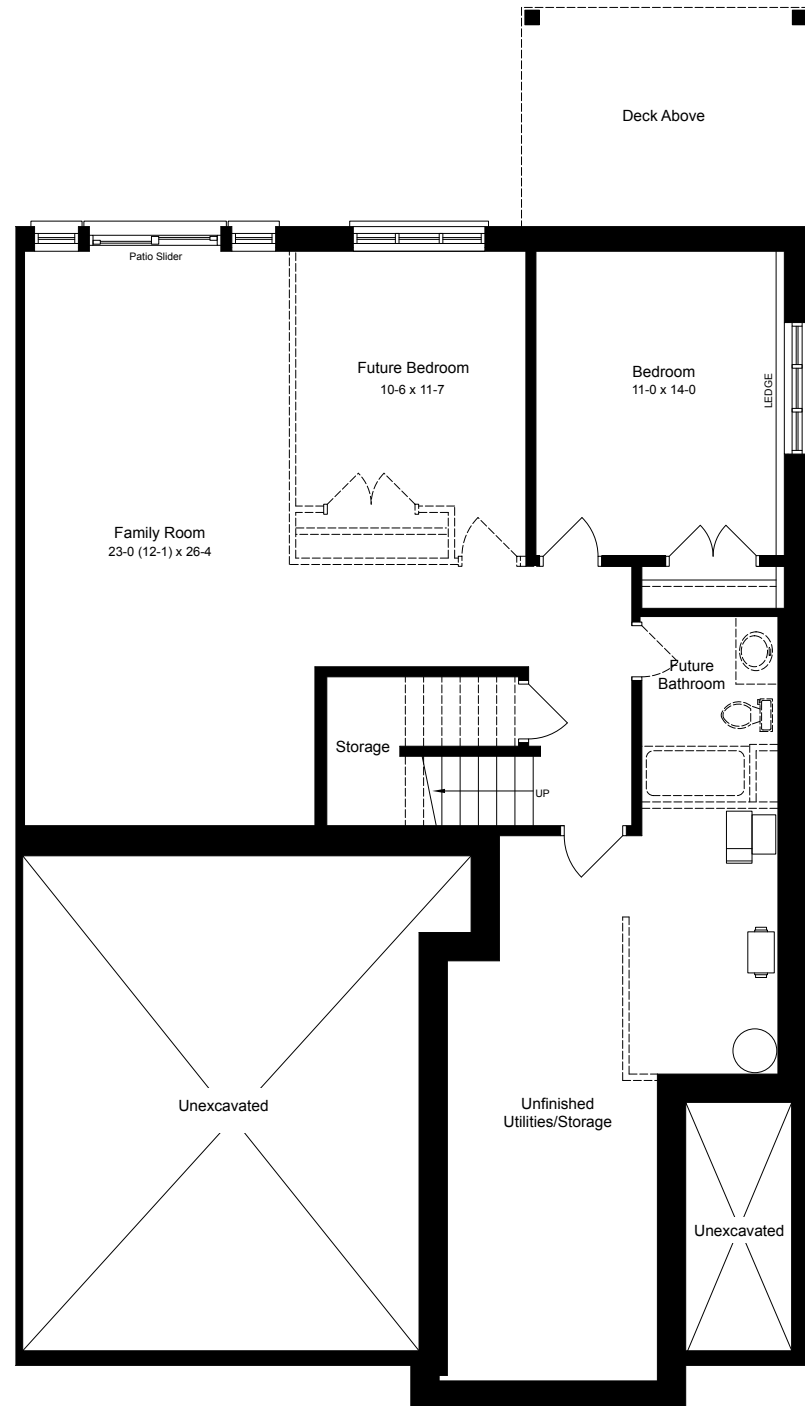 Deck Above
Patio Slider
Future Bedroom
10-6 x 11-7
Bedroom
11-0 x 14-0
LEDGE
Family Room
23-0 (12-1) x 26-4
Future
Bathroom
Storage
UP
Unexcavated
Unfinished
Utilities/Storage
Unexcavated